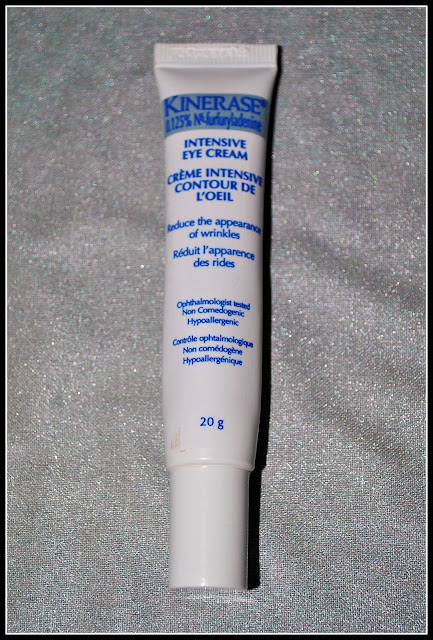 KINERASE®
0.125% N6-furfuryladenine
INTENSIVE
EYE CREAM
CRÈME INTENSIVE
CONTOUR DE
L'OEIL
Reduce the appearance
of wrinkles
Réduit l'apparence
des rides
Ophthalmologist tested
Non Comedogenic
Hypoallergenic
Contrôle ophtalmologique
Non comédogène
Hypoallergénique
20 g